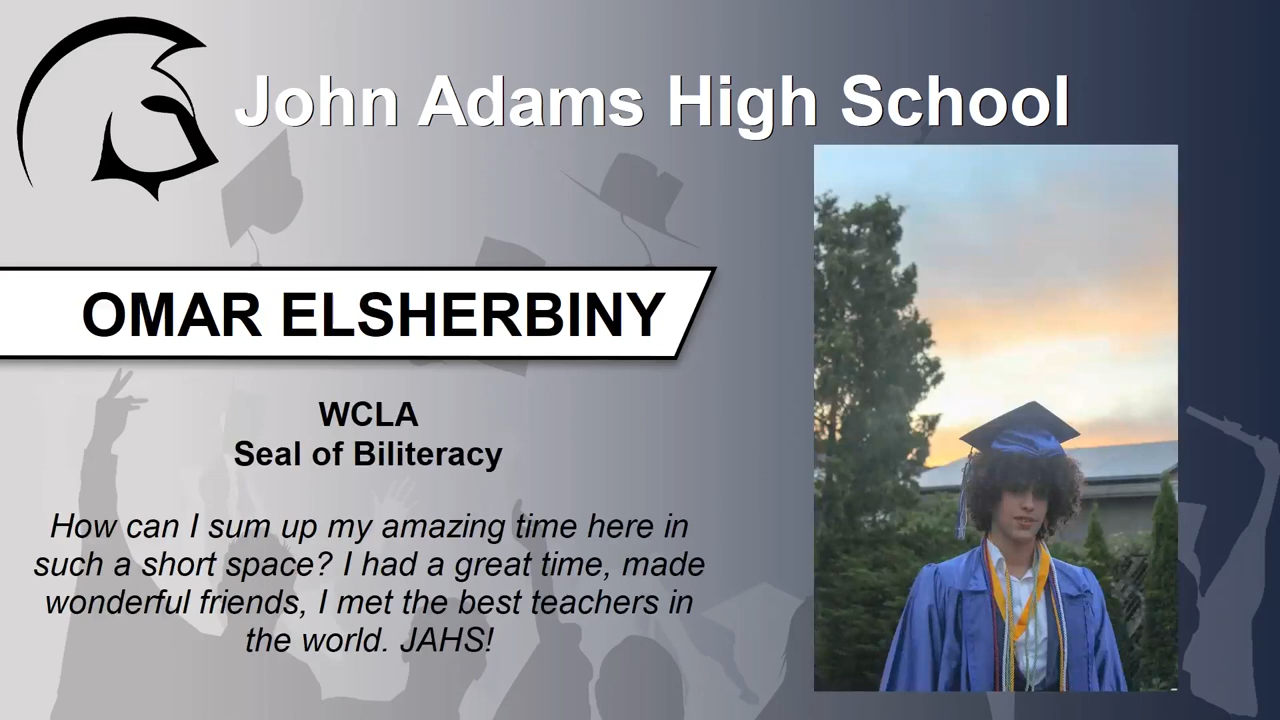 John Adams High School
OMAR ELSHERBINY
WCLA
Seal of Biliteracy
How can I sum up my amazing time here in
such a short space? I had a great time, made
wonderful friends, I met the best teachers in
the world. JAHS!